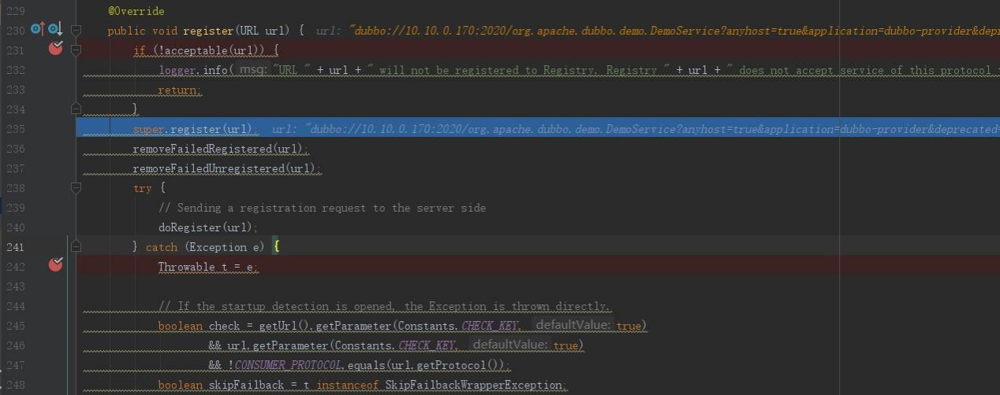 229 @Override
230 public void register(URL url) { url: "dubbo://10.10.0.170:2020/org.apache.dubbo.demo.DemoService?anyhost=true&application=dubbo-provider&depr
231 if (!acceptable(url)) {
232 logger.info( msg: "URL " + url + " will not be registered to Registry. Registry " + url + " does not accept service of this protocol
233 return;
234 }
235 super.register(url); url: "dubbo://10.10.0.170:2020/org.apache.dubbo.demo.DemoService?anyhost=true&application=dubbo-provider&deprecated=
236 removeFailedRegistered(url);
237 removeFailedUnregistered(url);
238 try {
239 // Sending a registration request to the server side
240 doRegister(url);
241 } catch (Exception e) {
242 Throwable t = e;
243
244 // If the startup detection is opened, the Exception is thrown directly.
245 boolean check = getUrl().getParameter(Constants.CHECK_KEY, defaultValue: true)
246 && url.getParameter(Constants.CHECK_KEY, defaultValue: true)
247 && !CONSUMER_PROTOCOL.equals(url.getProtocol());
248 boolean skipFailback = t instanceof SkipFailbackWrapperException;